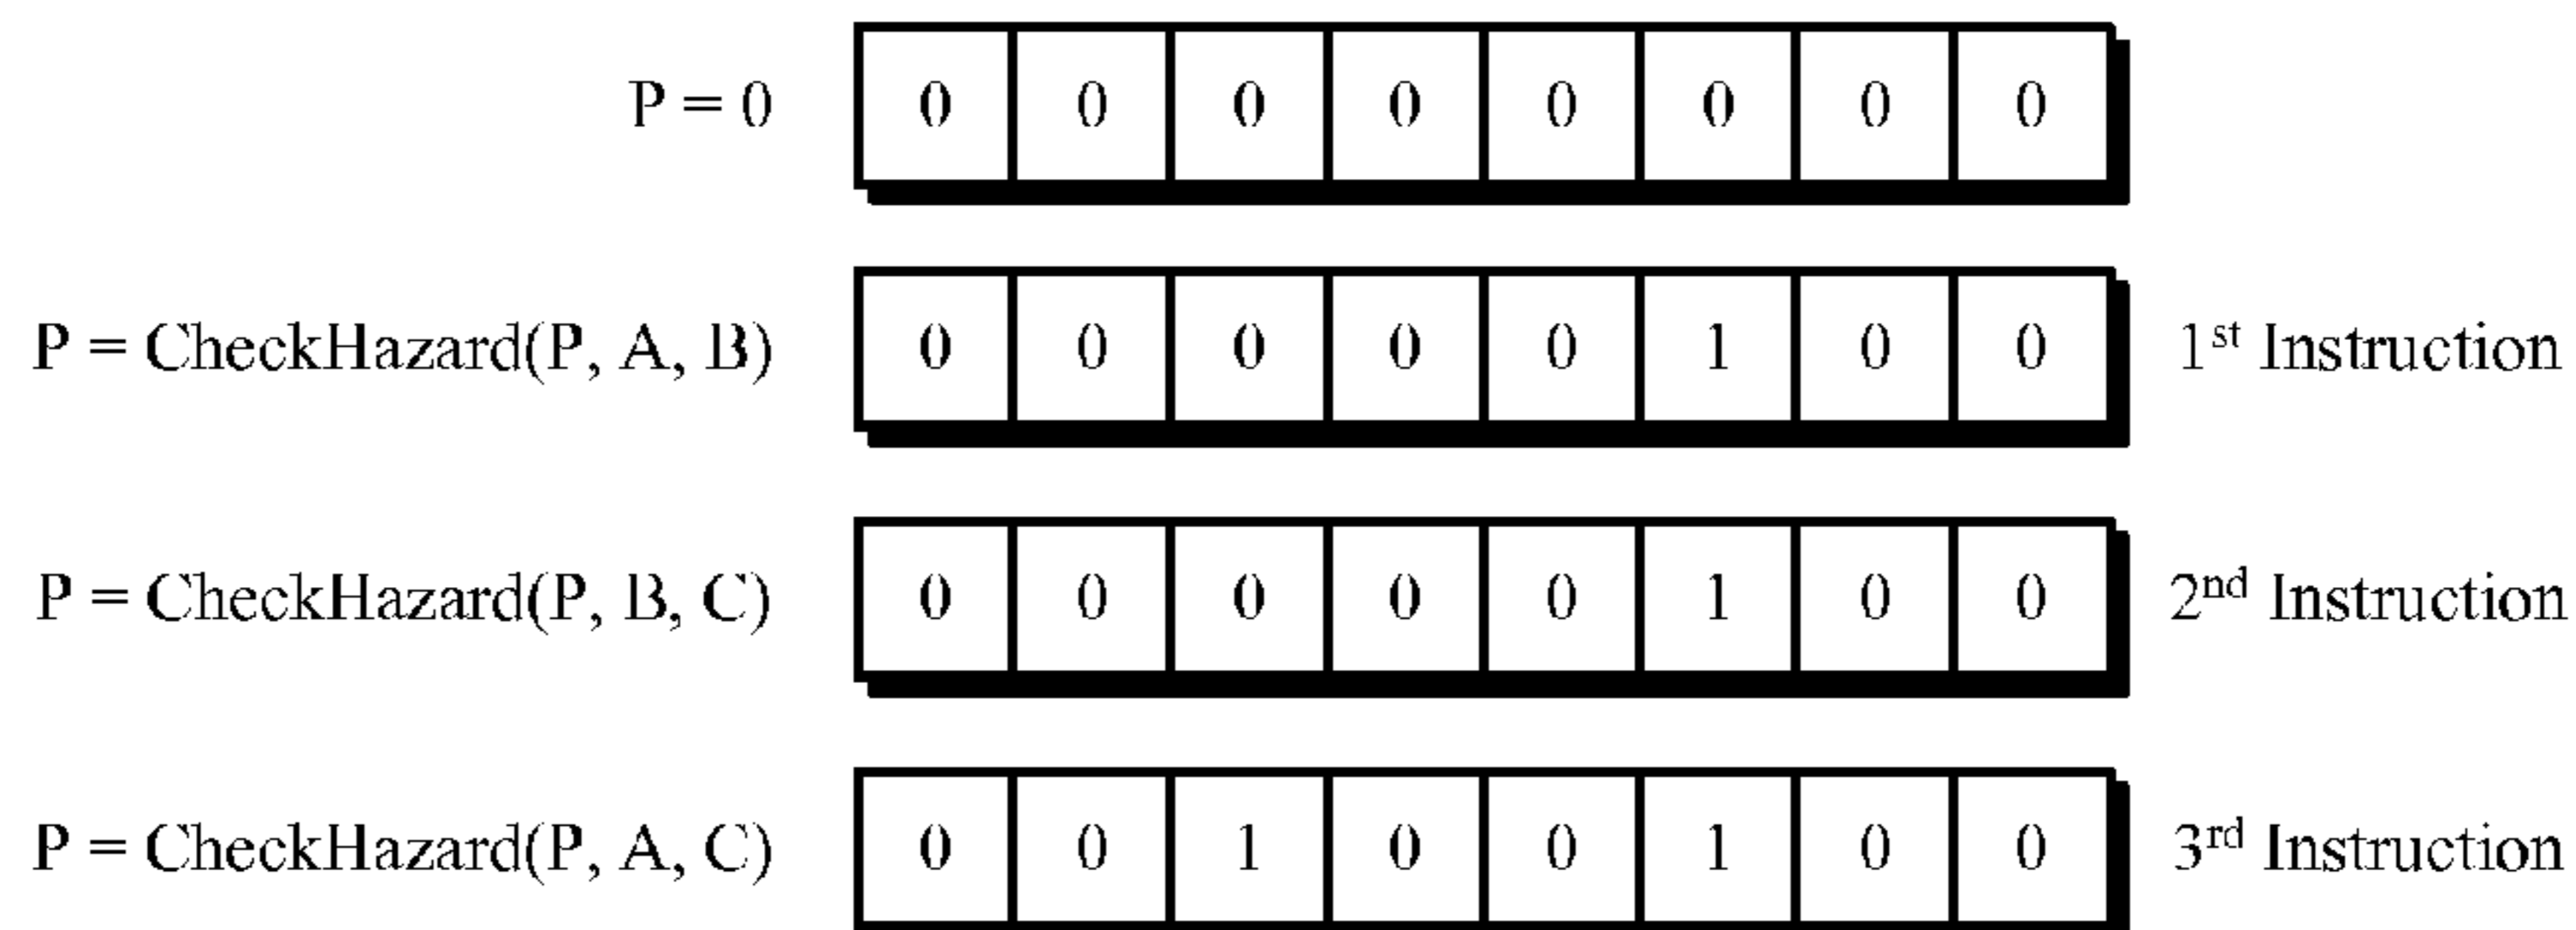 P = 0 0 0 0 0 0 0 0 0
P = CheckHazard(P, A, B) 0 0 0 0 0 1 0 0 1st Instruction
P = CheckHazard(P, B, C) 0 0 0 0 0 1 0 0 2nd Instruction
P = CheckHazard(P, A, C) 0 0 1 0 0 1 0 0 3rd Instruction